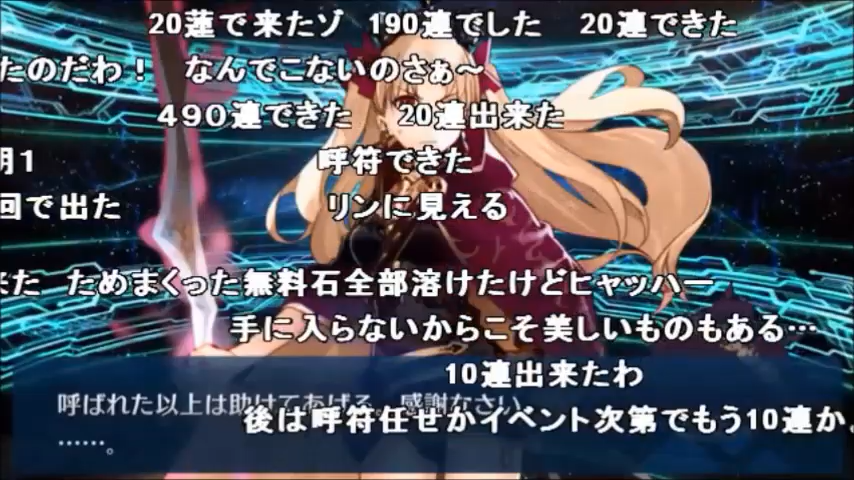 20蓮で来たゾ 190連でした 20連できた
たのだわ！ なんでこないのさぁ〜
490連できた 20連出来た
月1 呼符できた
回で出た リンに見える
来た ためまくった無料石全部溶けたけどヒャッハー
手に入らないからこそ美しいものもある…
10連出来たわ
呼ばれた以上は助けてあげる。感謝なさい
後は呼符任せかイベント次第でもう10連か。
……。